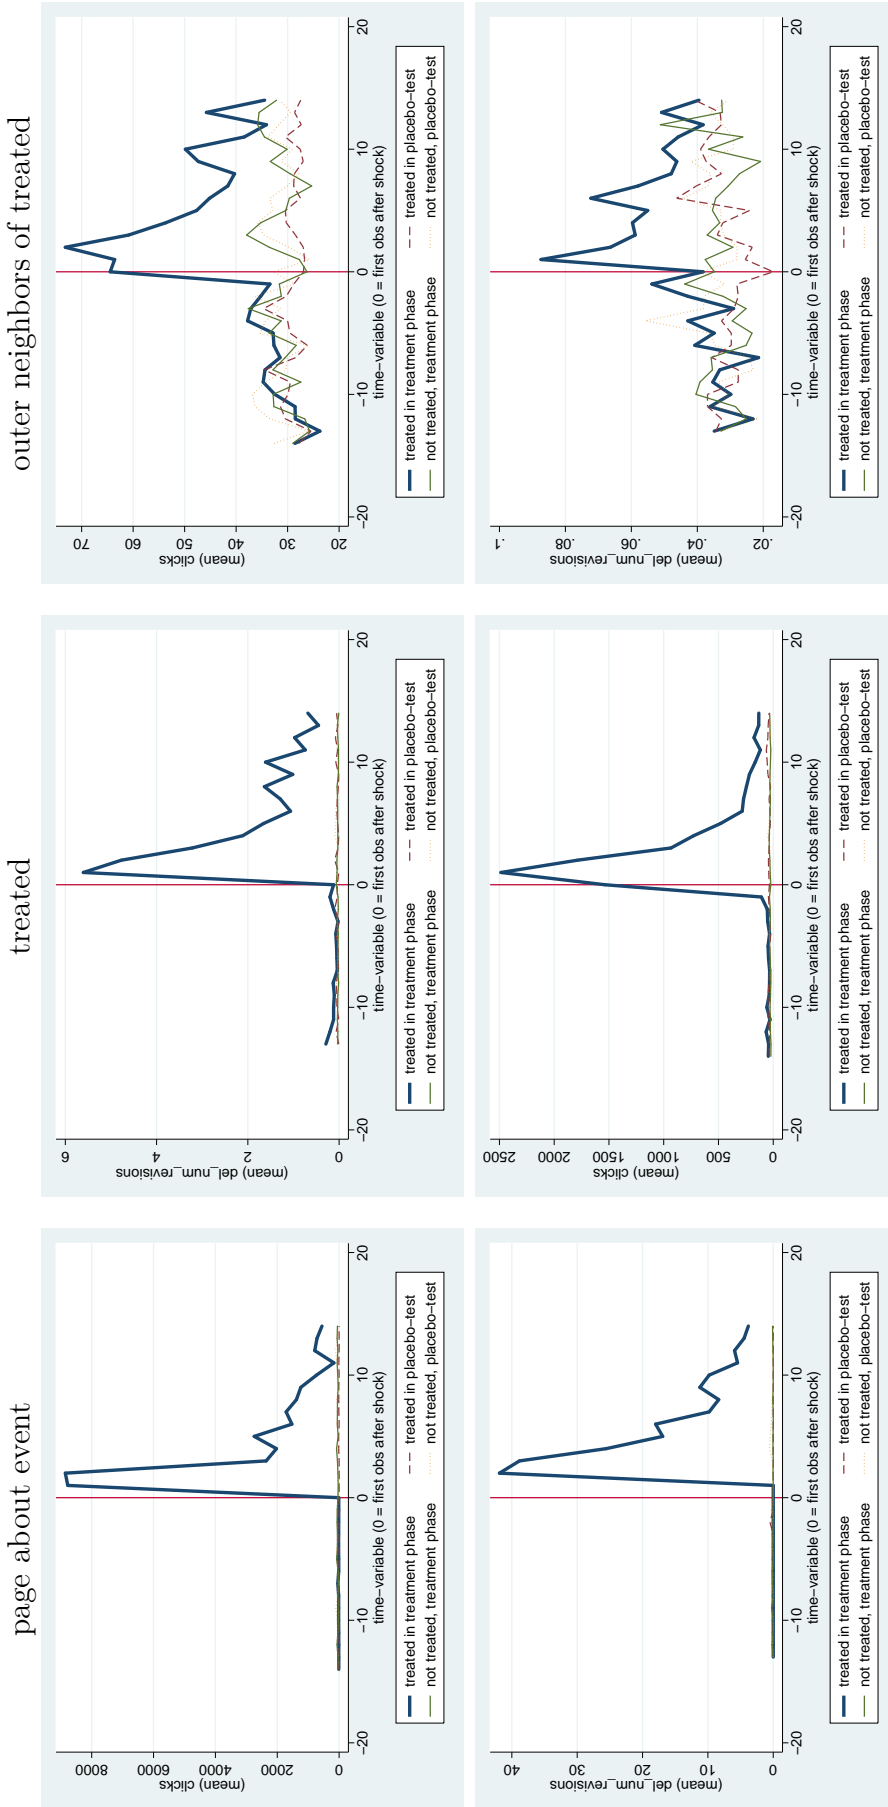 page about event
treated
outer neighbors of treated
(mean) clicks
8000
6000
4000
2000
0
−20 −10 0 10 20
time−variable (0 = first obs after shock)
treated in treatment phase treated in placebo−test
not treated, treatment phase not treated, placebo−test
(mean) del_num_revisions
6
4
2
0
−20 −10 0 10 20
time−variable (0 = first obs after shock)
treated in treatment phase treated in placebo−test
not treated, treatment phase not treated, placebo−test
(mean) clicks
70
60
50
40
30
20
−20 −10 0 10 20
time−variable (0 = first obs after shock)
treated in treatment phase treated in placebo−test
not treated, treatment phase not treated, placebo−test
(mean) del_num_revisions
40
30
20
10
0
−20 −10 0 10 20
time−variable (0 = first obs after shock)
treated in treatment phase treated in placebo−test
not treated, treatment phase not treated, placebo−test
(mean) clicks
2500
2000
1500
1000
500
0
−20 −10 0 10 20
time−variable (0 = first obs after shock)
treated in treatment phase treated in placebo−test
not treated, treatment phase not treated, placebo−test
(mean) del_num_revisions
.1
.08
.06
.04
.02
−20 −10 0 10 20
time−variable (0 = first obs after shock)
treated in treatment phase treated in placebo−test
not treated, treatment phase not treated, placebo−test